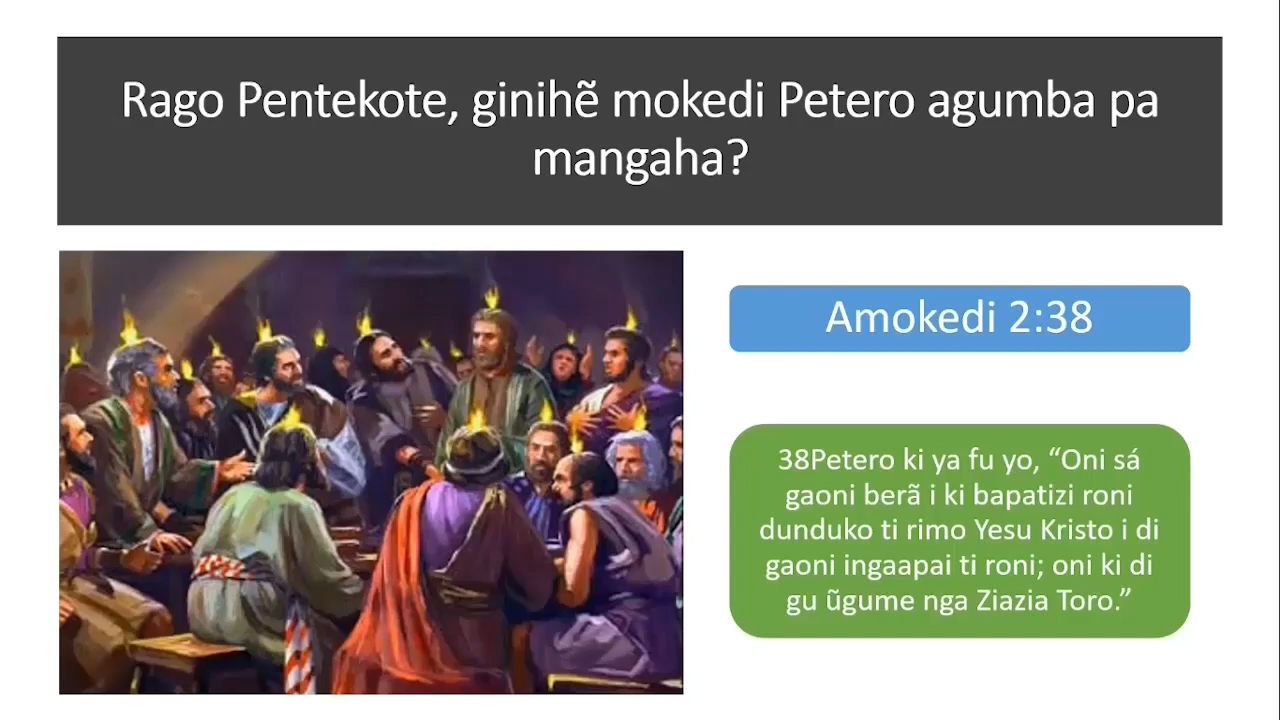 Rago Pentekote, ginihẽ mokedi Petero agumba pa
mangaha?
Amokedi 2:38
38Petero ki ya fu yo, “Oni sá
gaoni berã i ki bapatizi roni
dunduko ti rimo Yesu Kristo i di
gaoni ingaapai ti roni; oni ki di
gu ũgume nga Ziazia Toro.”